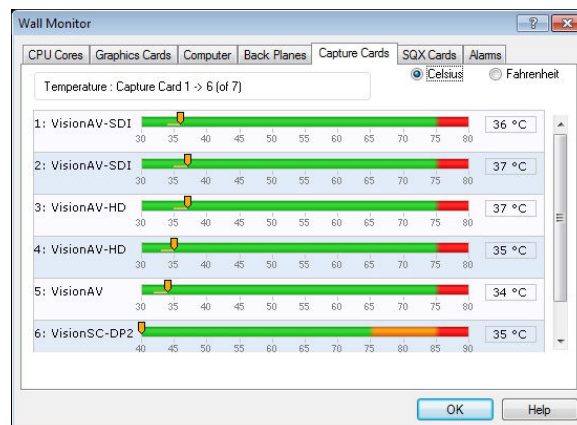 Wall Monitor
CPU Cores Graphics Cards Computer Back Planes Capture Cards SQX Cards Alarms
Temperature : Capture Card 1 -> 6 (of 7) Celsius Fahrenheit
1: VisionAV-SDI 36 °C
30 35 40 45 50 55 60 65 70 75 80
2: VisionAV-SDI 37 °C
30 35 40 45 50 55 60 65 70 75 80
3: VisionAV-HD 37 °C
30 35 40 45 50 55 60 65 70 75 80
4: VisionAV-HD 35 °C
30 35 40 45 50 55 60 65 70 75 80
5: VisionAV 34 °C
30 35 40 45 50 55 60 65 70 75 80
6: VisionSC-DP2 35 °C
40 45 50 55 60 65 70 75 80 85 90
OK Help